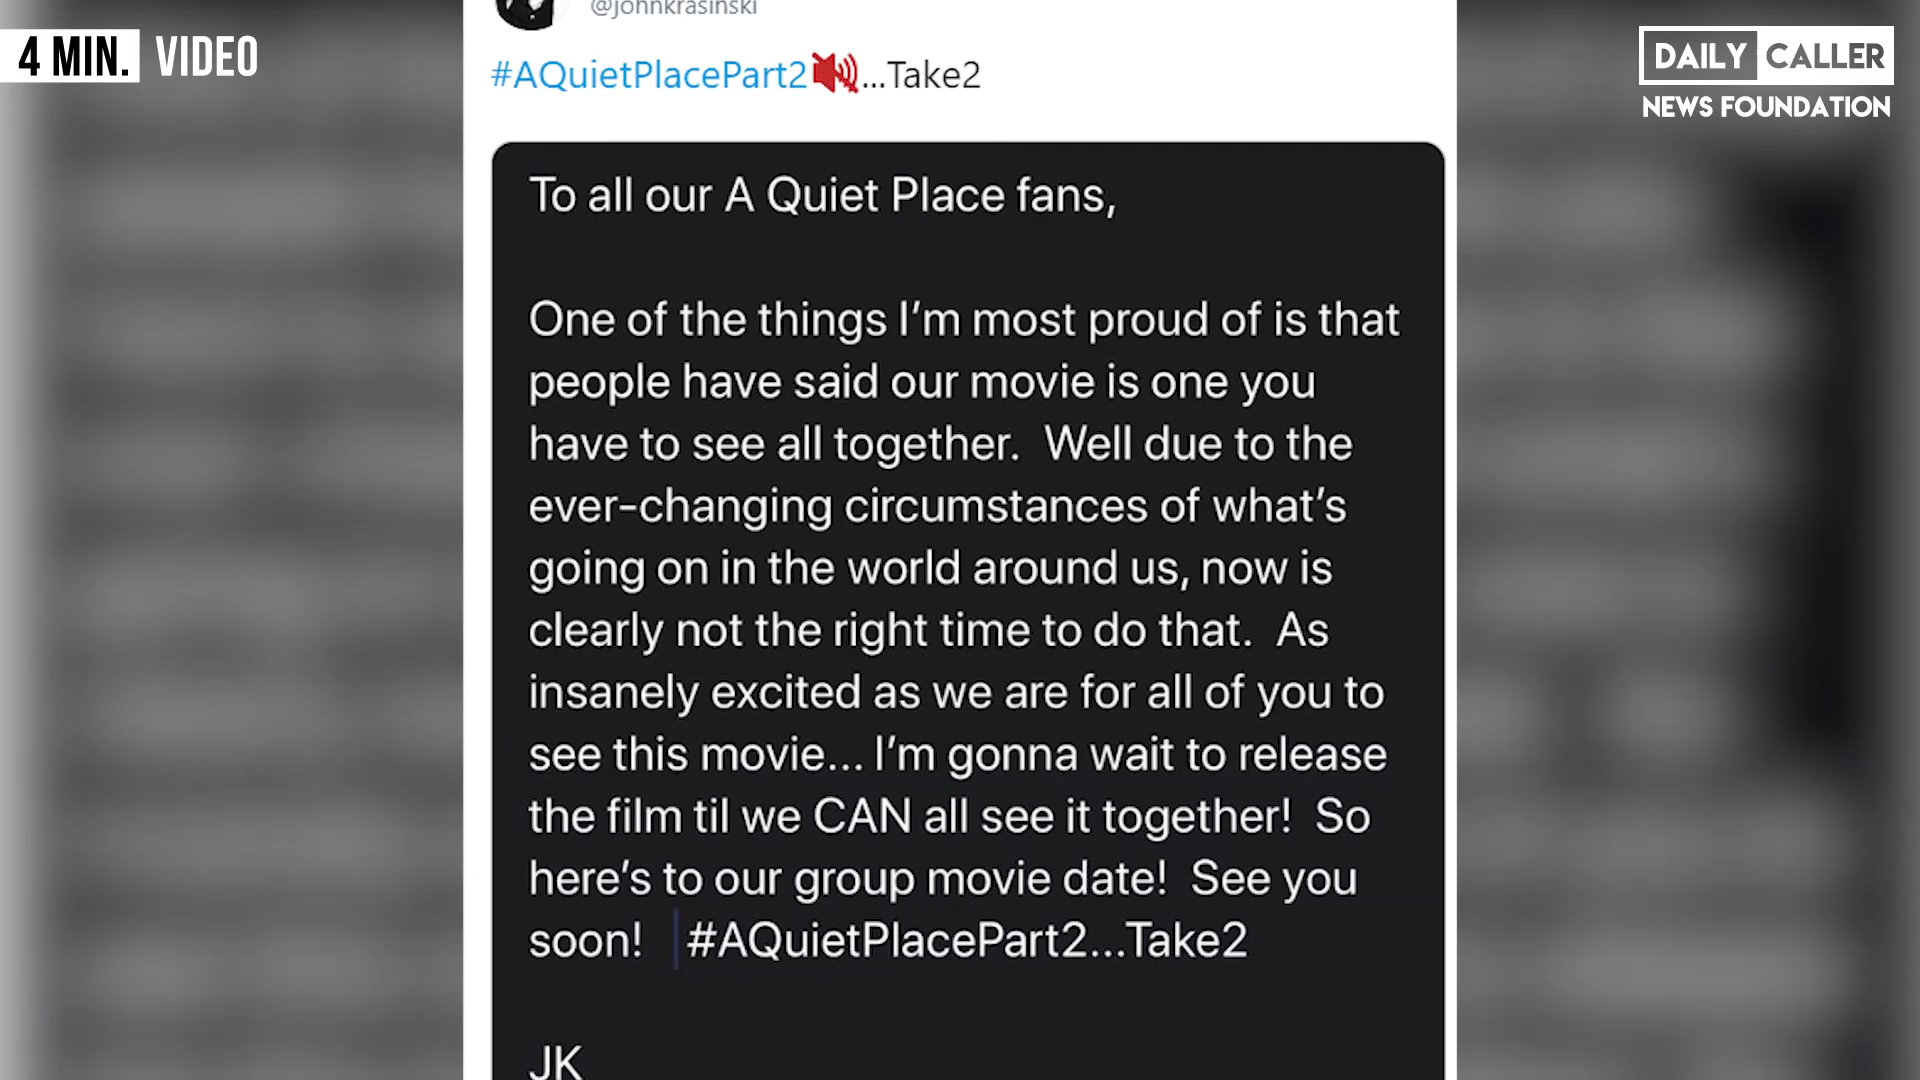 4 MIN. VIDEO
DAILY CALLER
NEWS FOUNDATION
@johnkrasinski
#AQuietPlacePart2...Take2
To all our A Quiet Place fans,
One of the things I'm most proud of is that
people have said our movie is one you
have to see all together.  Well due to the
ever-changing circumstances of what's
going on in the world around us, now is
clearly not the right time to do that.  As
insanely excited as we are for all of you to
see this movie... I'm gonna wait to release
the film til we CAN all see it together!  So
here's to our group movie date!  See you
soon!  #AQuietPlacePart2...Take2
JK